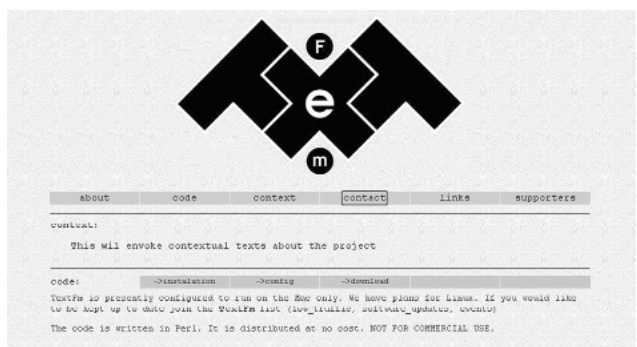 F
e
m
about code context contact links supporters
context:
This wil envoke contextual texts about the project
code: ->instalation ->config ->download
TextFm is presently configured to run on the Mac only. We have plans for Linux. If you would like
to be kept up to date join the TextFm list (low_traffic, software_updates, events)
The code is written in Perl. It is distributed at no cost. NOT FOR COMMERCIAL USE.